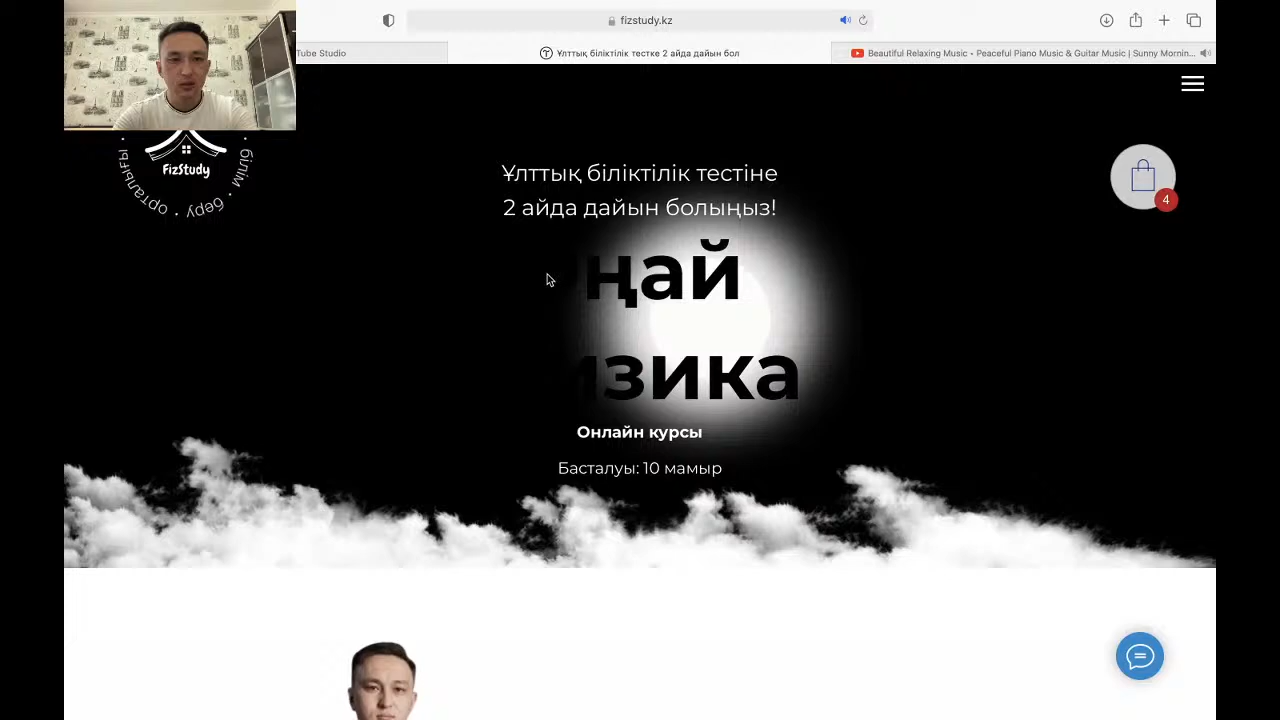 fizstudy.kz
Tube Studio
Ұлттық біліктілік тестке 2 айда дайын бол
Beautiful Relaxing Music • Peaceful Piano Music & Guitar Music | Sunny Mornin...
FizStudy
білім • беру • орталығы
Ұлттық біліктілік тестіне
2 айда дайын болыңыз!
4
ңай
изика
Онлайн курсы
Басталуы: 10 мамыр